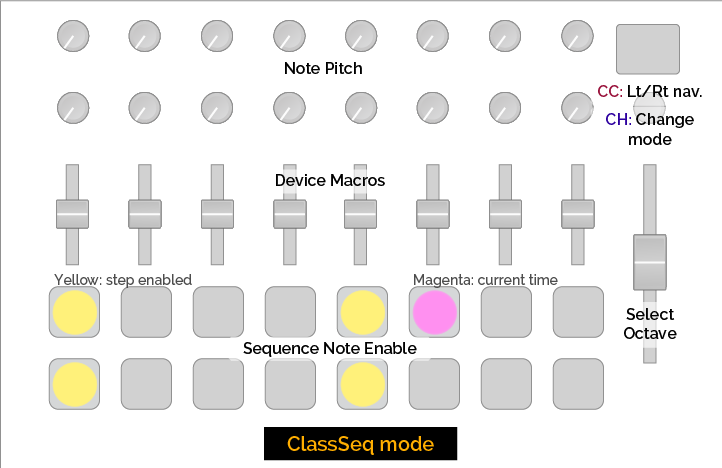 Note Pitch
CC: Lt/Rt nav.
CH: Change
mode
Device Macros
Yellow: step enabled
Magenta: current time
Select
Octave
Sequence Note Enable
ClassSeq mode